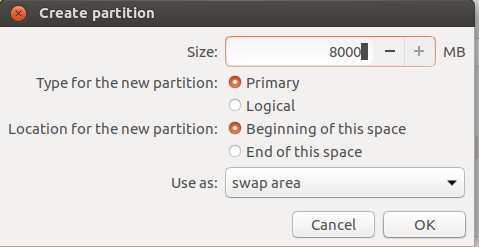 Create partition
Size: 8000 − + MB
Type for the new partition: Primary
Logical
Location for the new partition: Beginning of this space
End of this space
Use as: swap area
Cancel OK